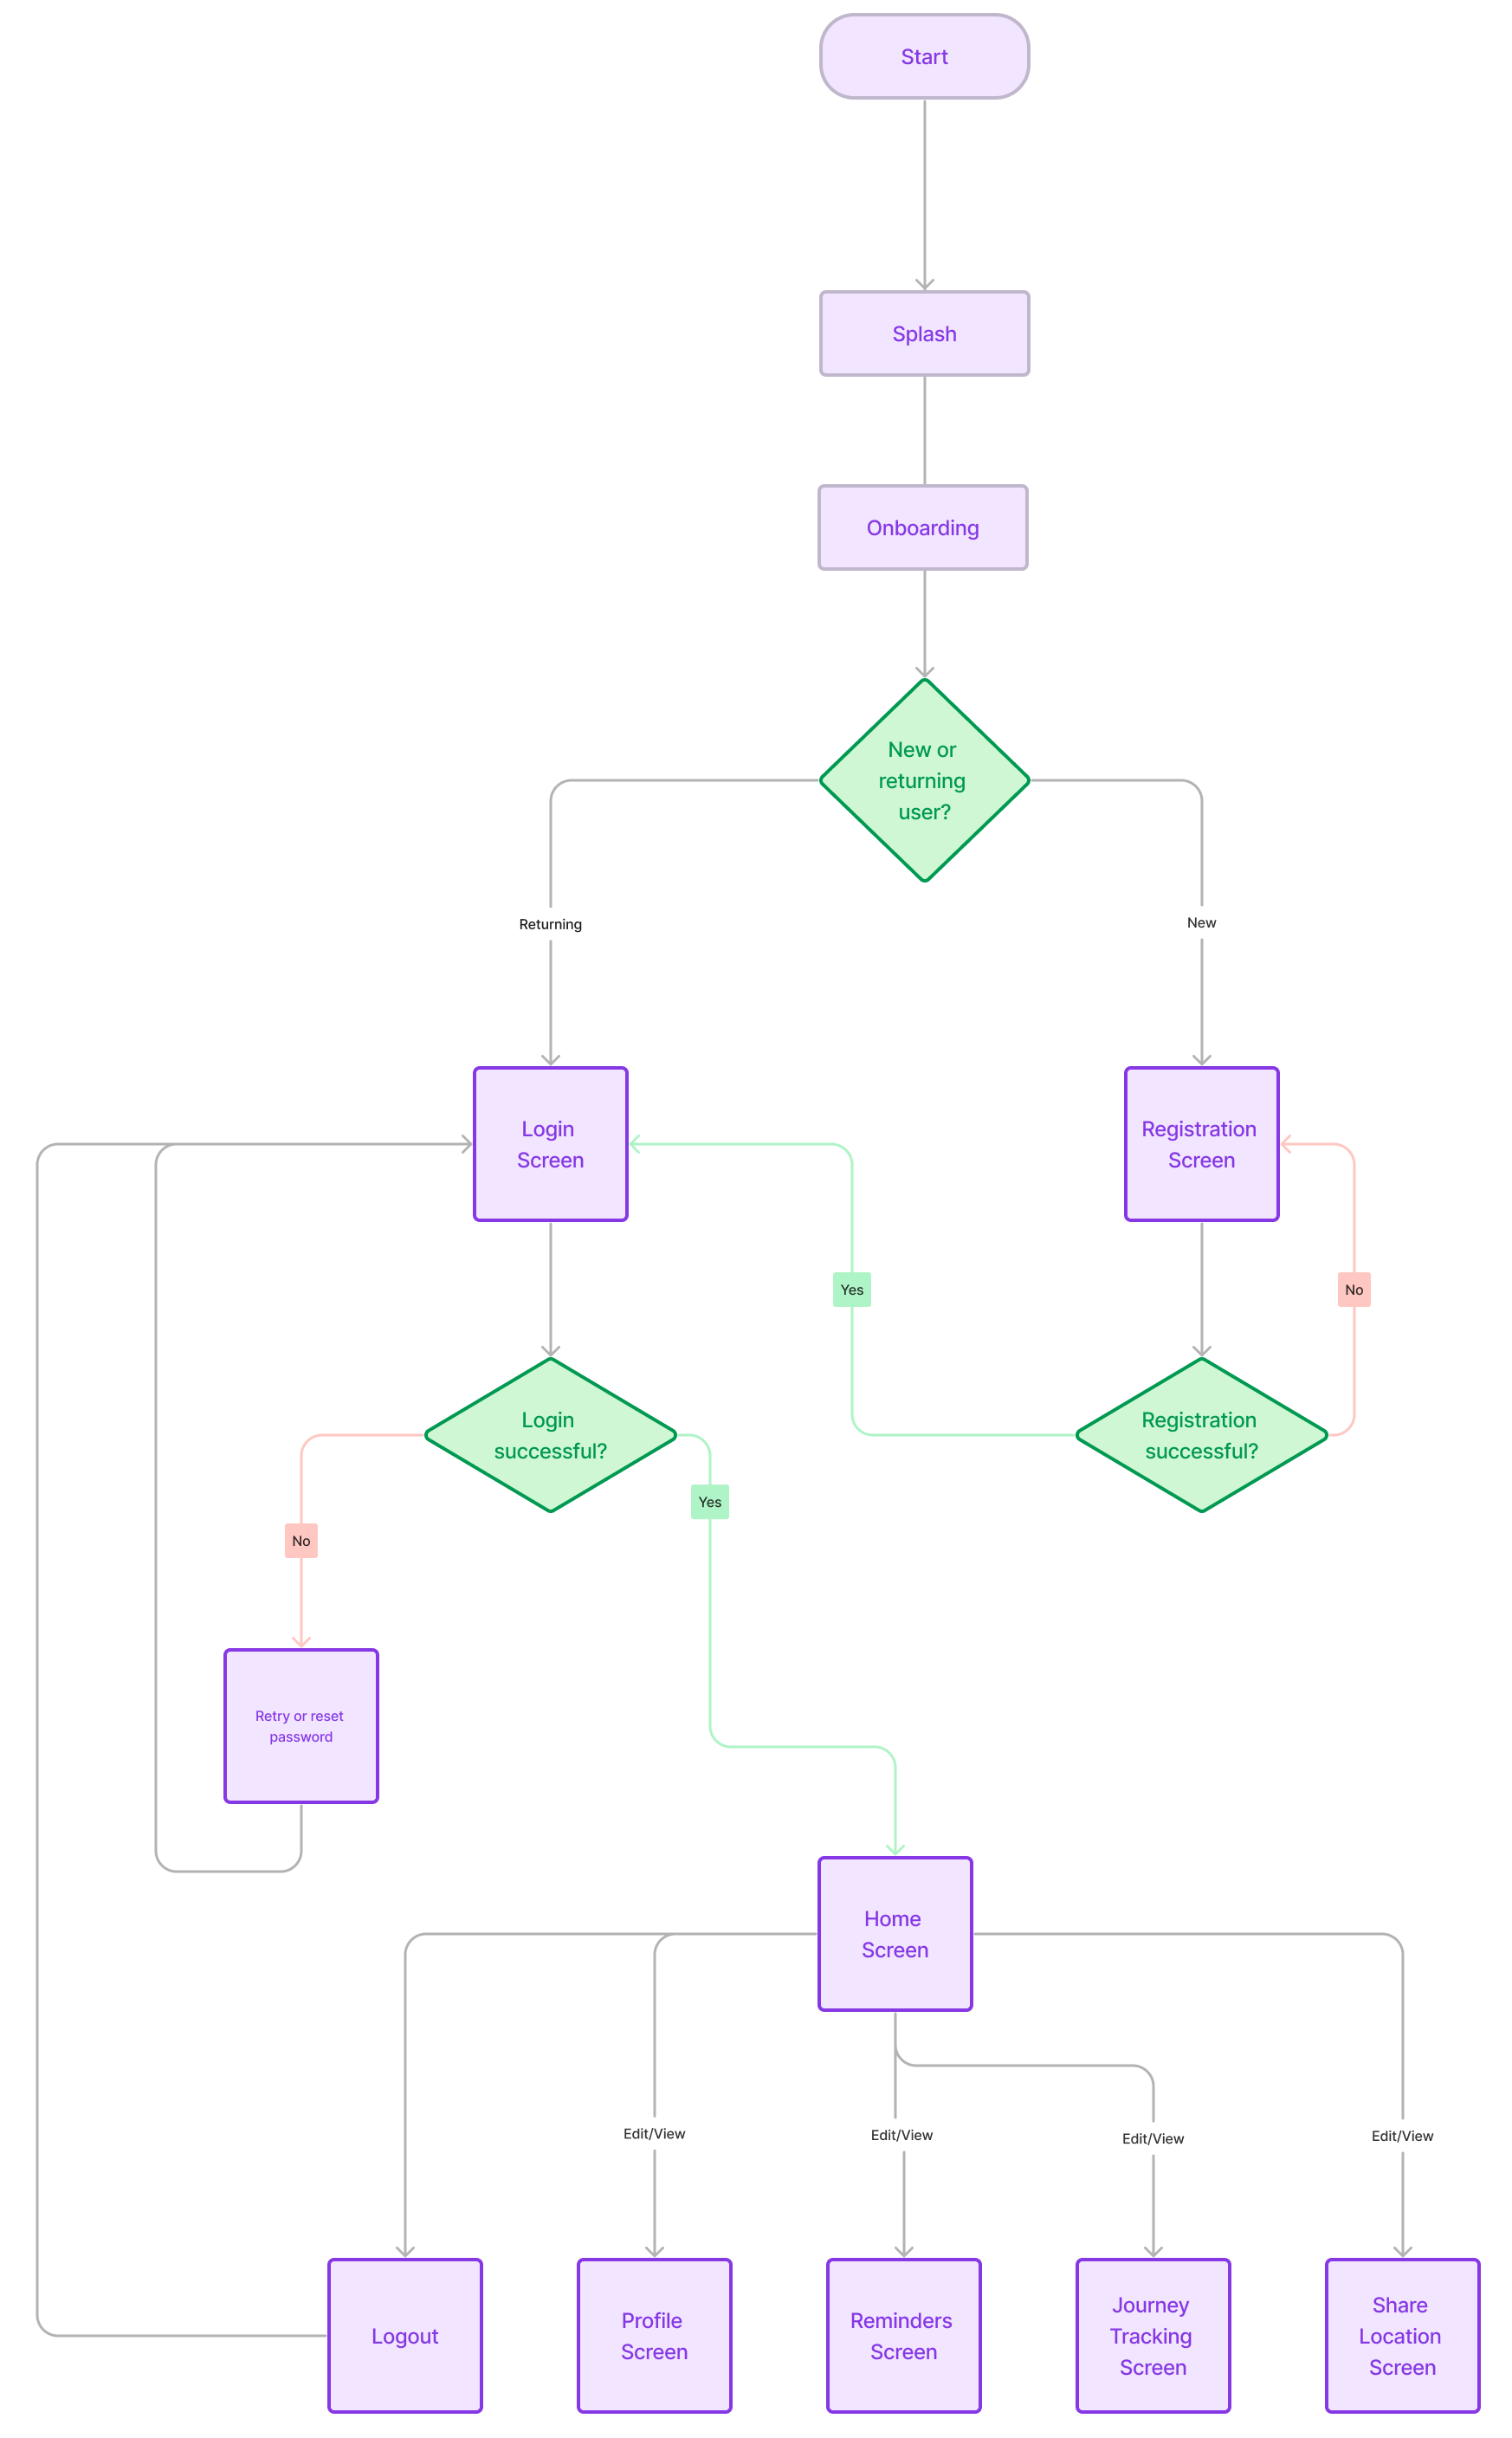 Start
Splash
Onboarding
New or
returning
user?
Returning
New
Login
Screen
Registration
Screen
Yes
No
Login
successful?
Registration
successful?
Yes
No
Retry or reset
password
Home
Screen
Edit/View
Edit/View
Edit/View
Edit/View
Logout
Profile
Screen
Reminders
Screen
Journey
Tracking
Screen
Share
Location
Screen